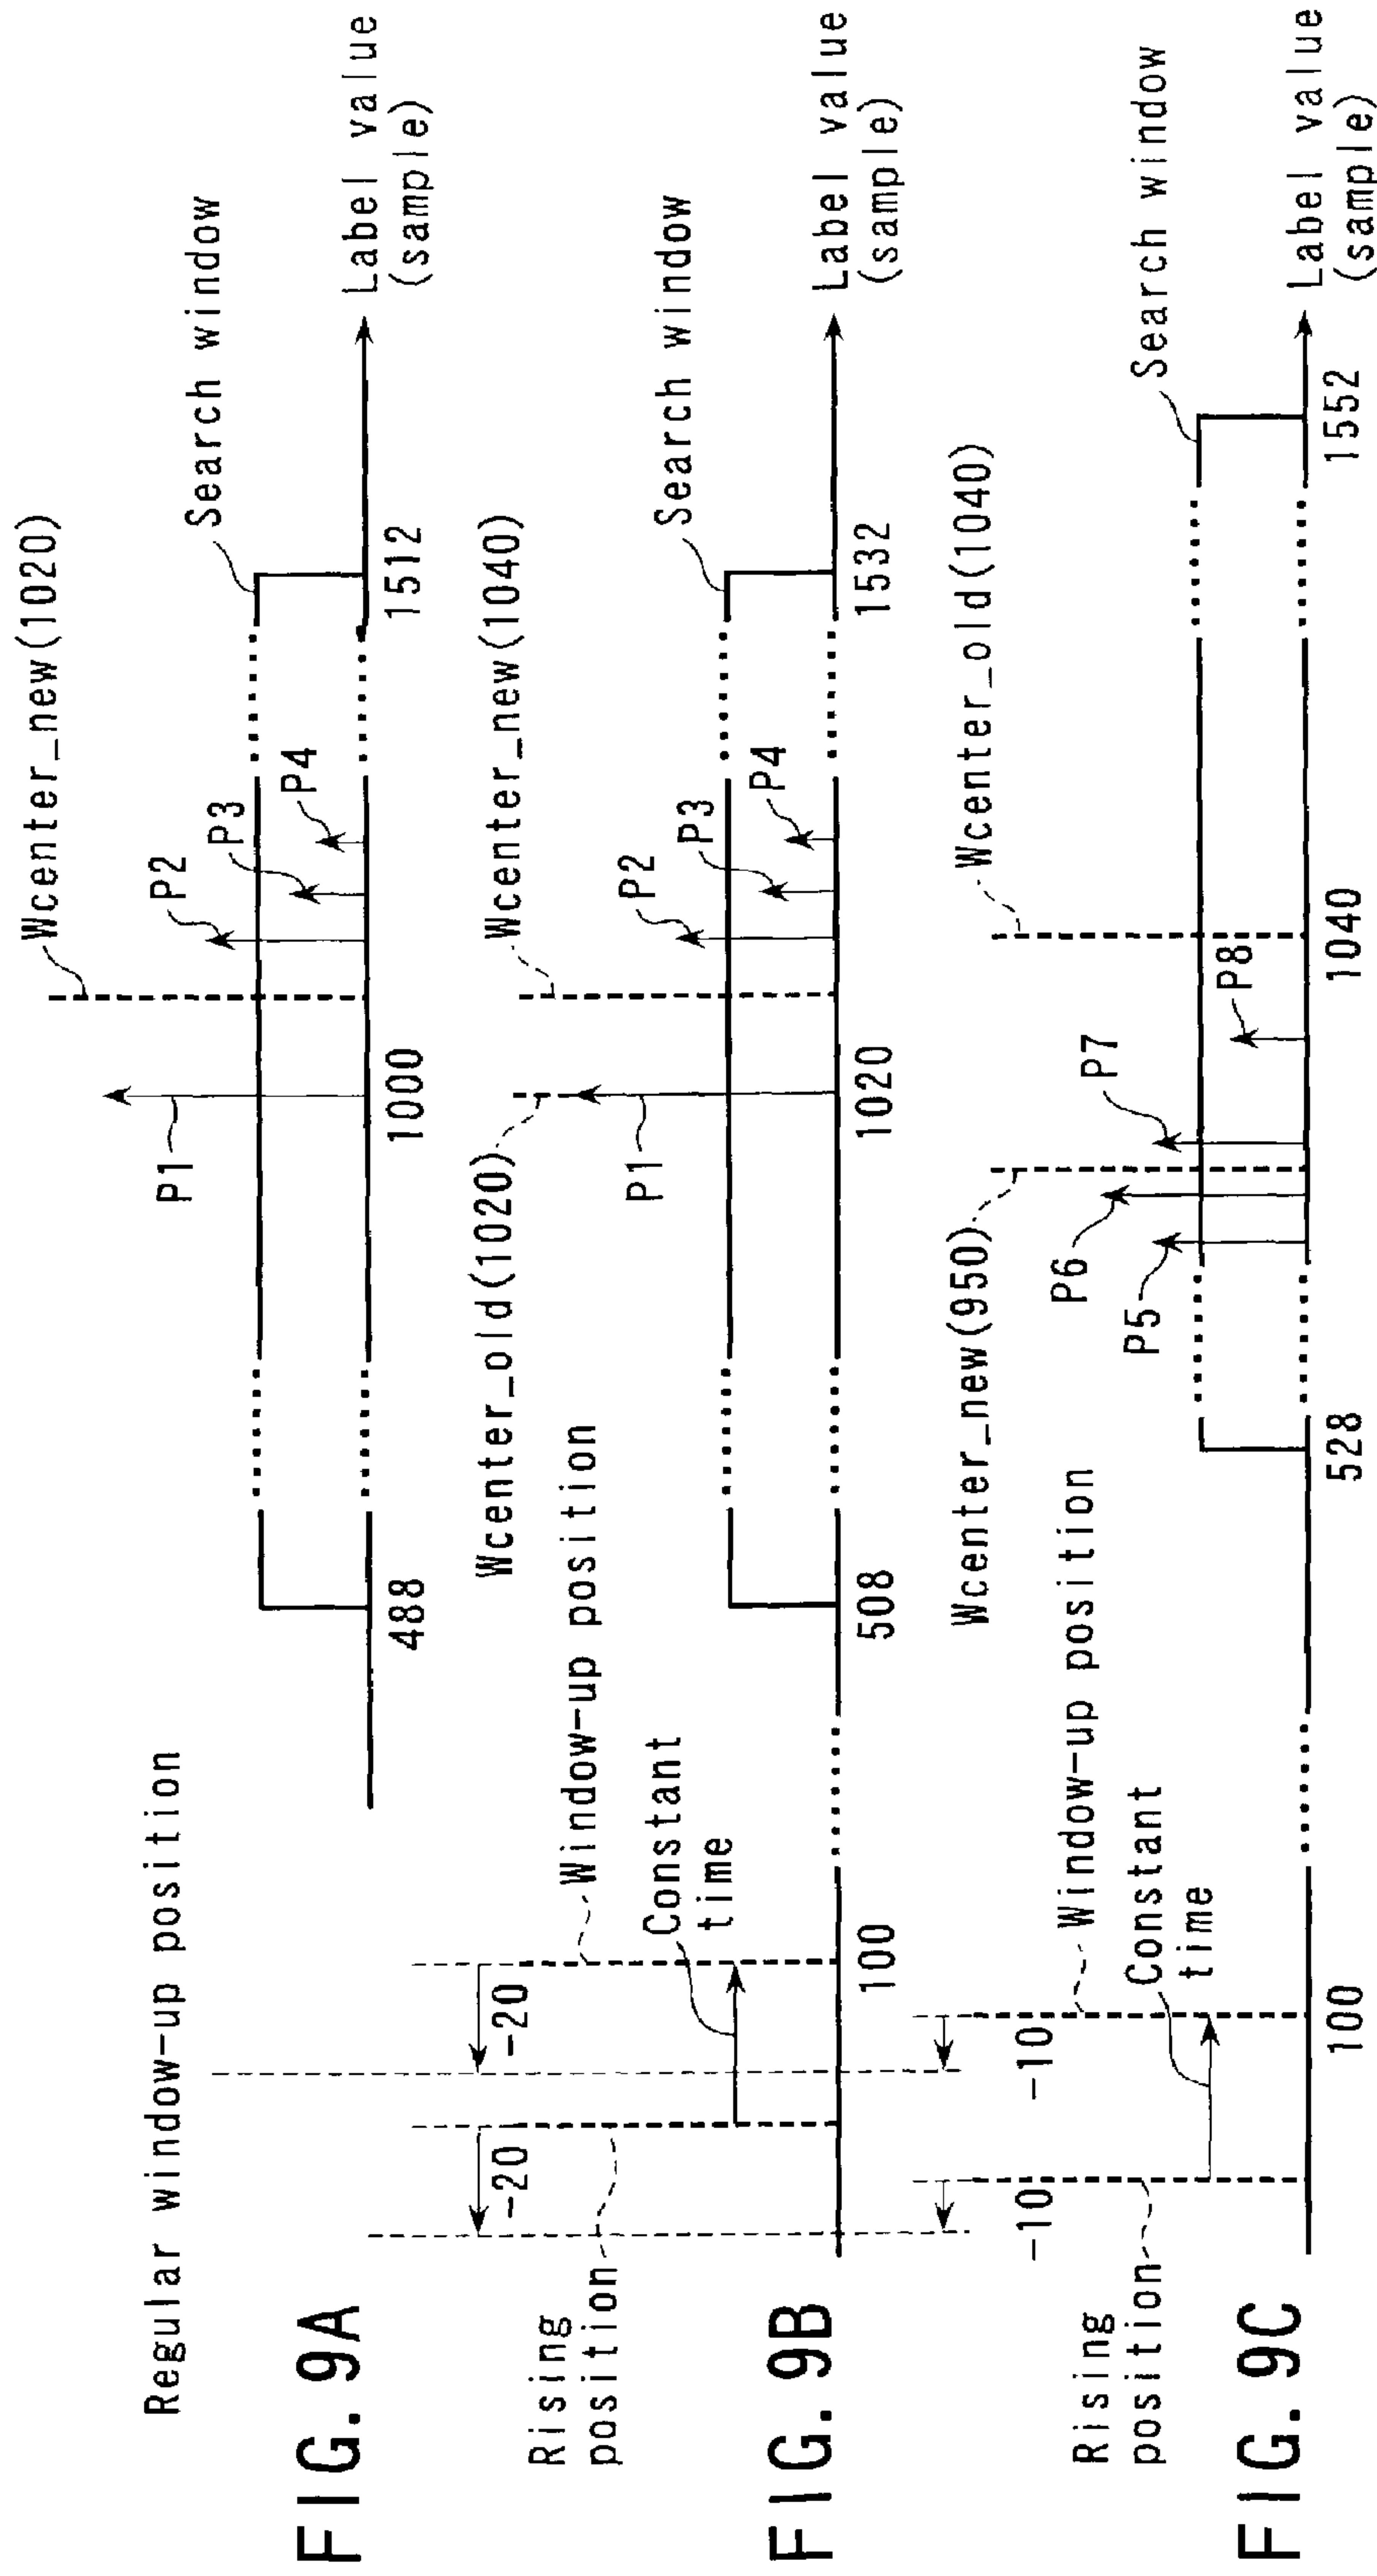 FIG. 9A
Regular window-up position
Wcenter_new(1020)
Search window
P1
P2
P3
P4
488
1000
1512
Label value
(sample)
FIG. 9B
Rising
position
-20
-20
Window-up position
Constant
time
Wcenter_old(1020)
Wcenter_new(1040)
Search window
P1
P2
P3
P4
100
508
1020
1532
Label value
(sample)
FIG. 9C
Rising
position
-10
-10
Window-up position
Constant
time
Wcenter_new(950)
Wcenter_old(1040)
Search window
P5
P6
P7
P8
100
528
1040
1552
Label value
(sample)